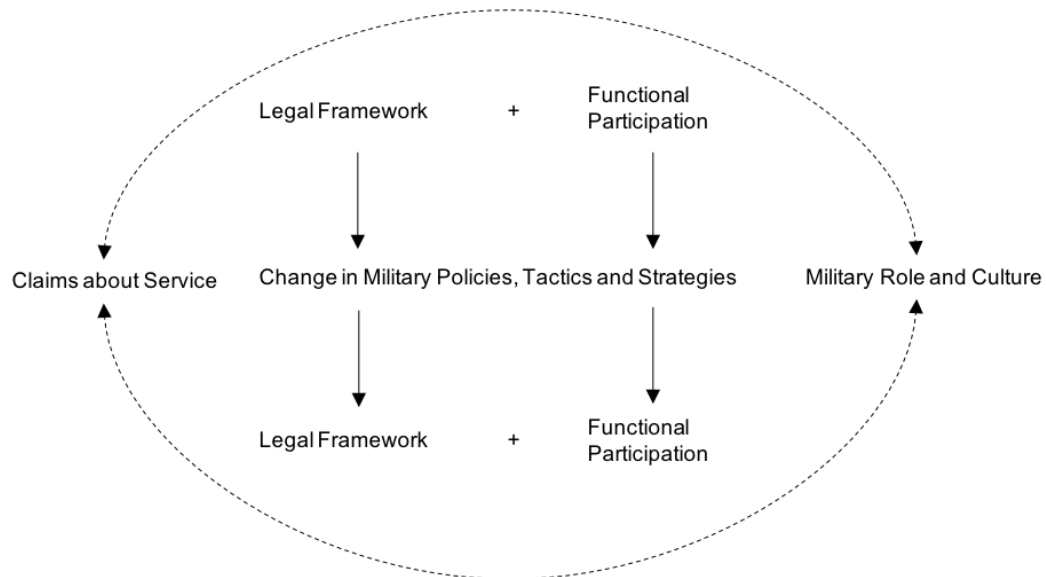 Legal Framework + Functional
Participation
Claims about Service Change in Military Policies, Tactics and Strategies Military Role and Culture
Legal Framework + Functional
Participation